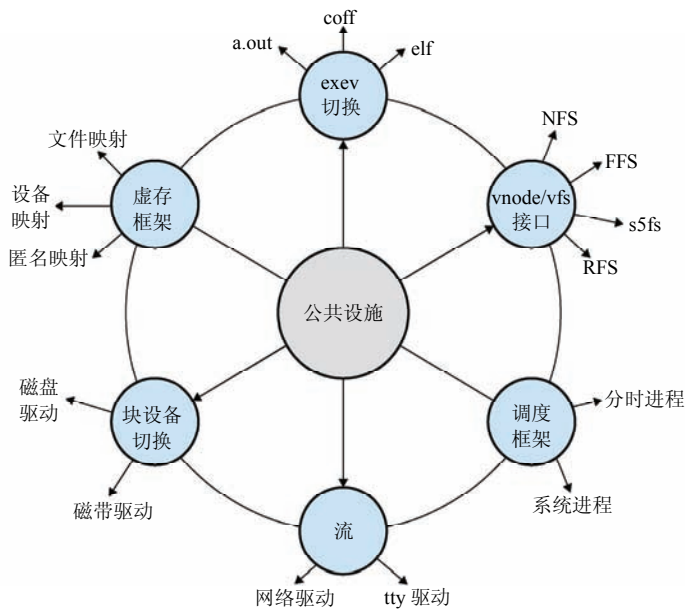 coff
a.out
elf
exev
切换
NFS
文件映射
FFS
设备
映射
虚存
框架
vnode/vfs
接口
s5fs
匿名映射
RFS
公共设施
磁盘
驱动
块设备
切换
调度
框架
分时进程
磁带驱动
系统进程
流
网络驱动
tty 驱动